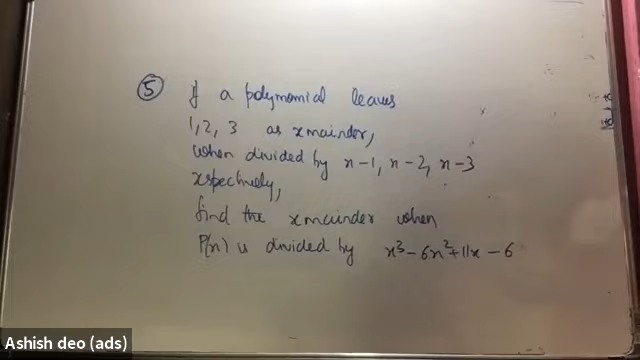 5 If a polynomial leaves
1, 2, 3 as remainder,
when divided by x-1, x-2, x-3
respectively,
find the remainder when
P(x) is divided by x³-6x²+11x-6
Ashish deo (ads)